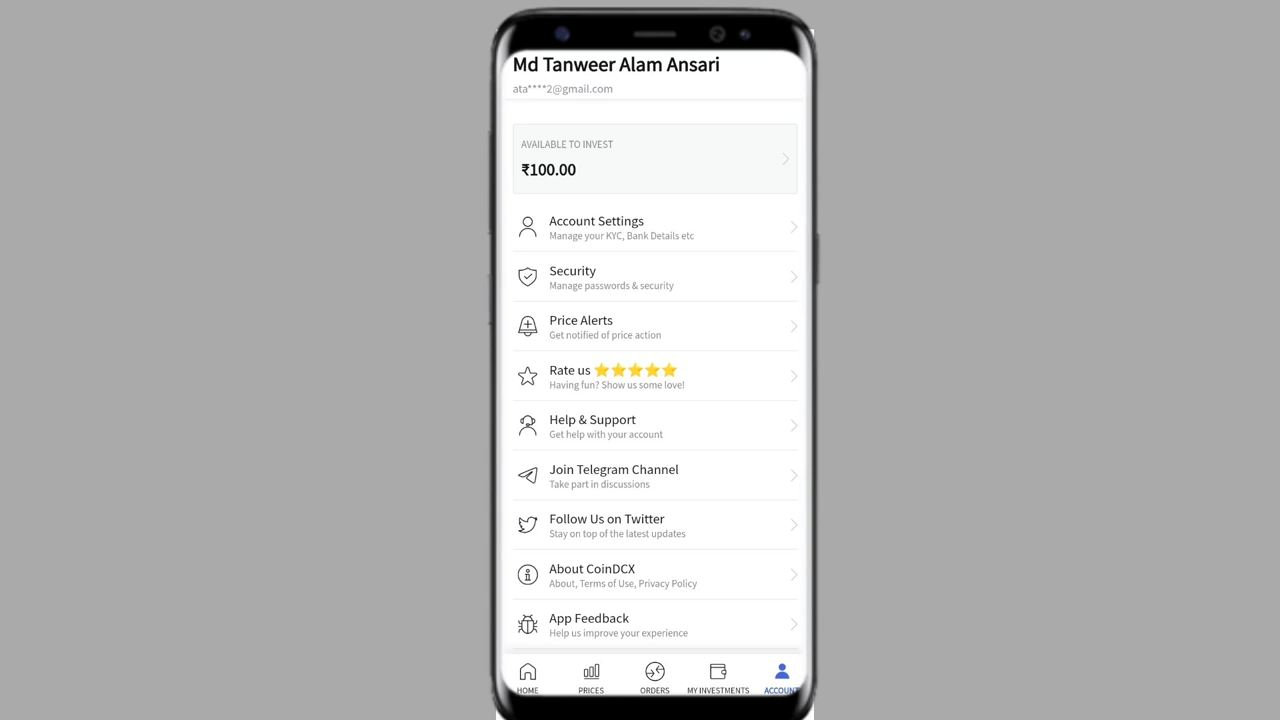 Md Tanweer Alam Ansari
ata****2@gmail.com
AVAILABLE TO INVEST
₹100.00
Account Settings
Manage your KYC, Bank Details etc
Security
Manage passwords & security
Price Alerts
Get notified of price action
Rate us ⭐⭐⭐⭐⭐
Having fun? Show us some love!
Help & Support
Get help with your account
Join Telegram Channel
Take part in discussions
Follow Us on Twitter
Stay on top of the latest updates
About CoinDCX
About, Terms of Use, Privacy Policy
App Feedback
Help us improve your experience
HOME PRICES ORDERS MY INVESTMENTS ACCOUNT